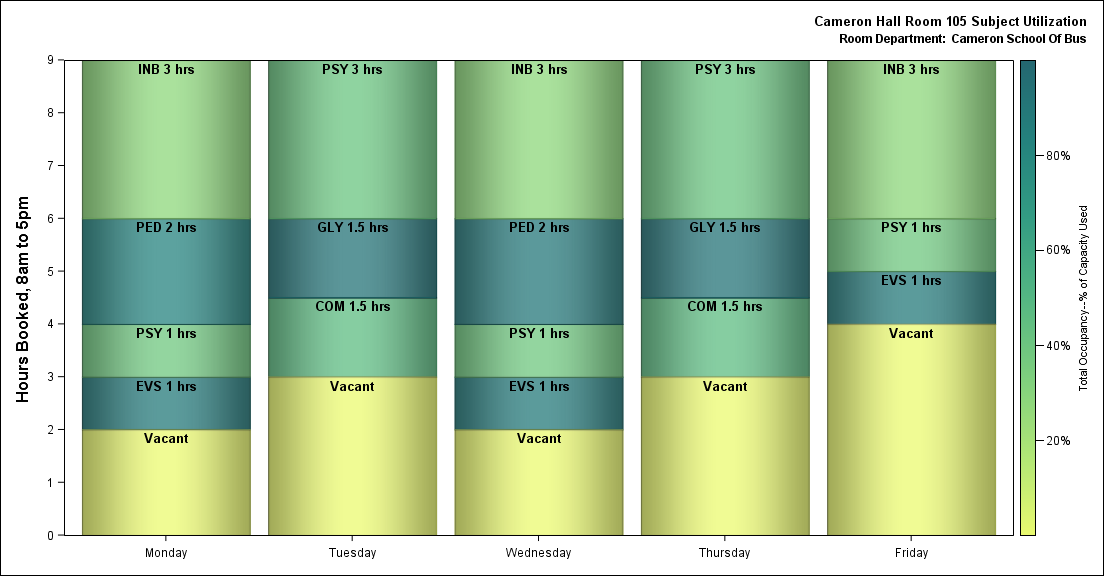 Cameron Hall Room 105 Subject Utilization
Room Department: Cameron School Of Bus
Hours Booked, 8am to 5pm
9
8
7
6
5
4
3
2
1
0
INB 3 hrs
PED 2 hrs
PSY 1 hrs
EVS 1 hrs
Vacant
PSY 3 hrs
GLY 1.5 hrs
COM 1.5 hrs
Vacant
INB 3 hrs
PED 2 hrs
PSY 1 hrs
EVS 1 hrs
Vacant
PSY 3 hrs
GLY 1.5 hrs
COM 1.5 hrs
Vacant
INB 3 hrs
PSY 1 hrs
EVS 1 hrs
Vacant
Monday
Tuesday
Wednesday
Thursday
Friday
80%
60%
40%
20%
Total Occupancy--% of Capacity Used